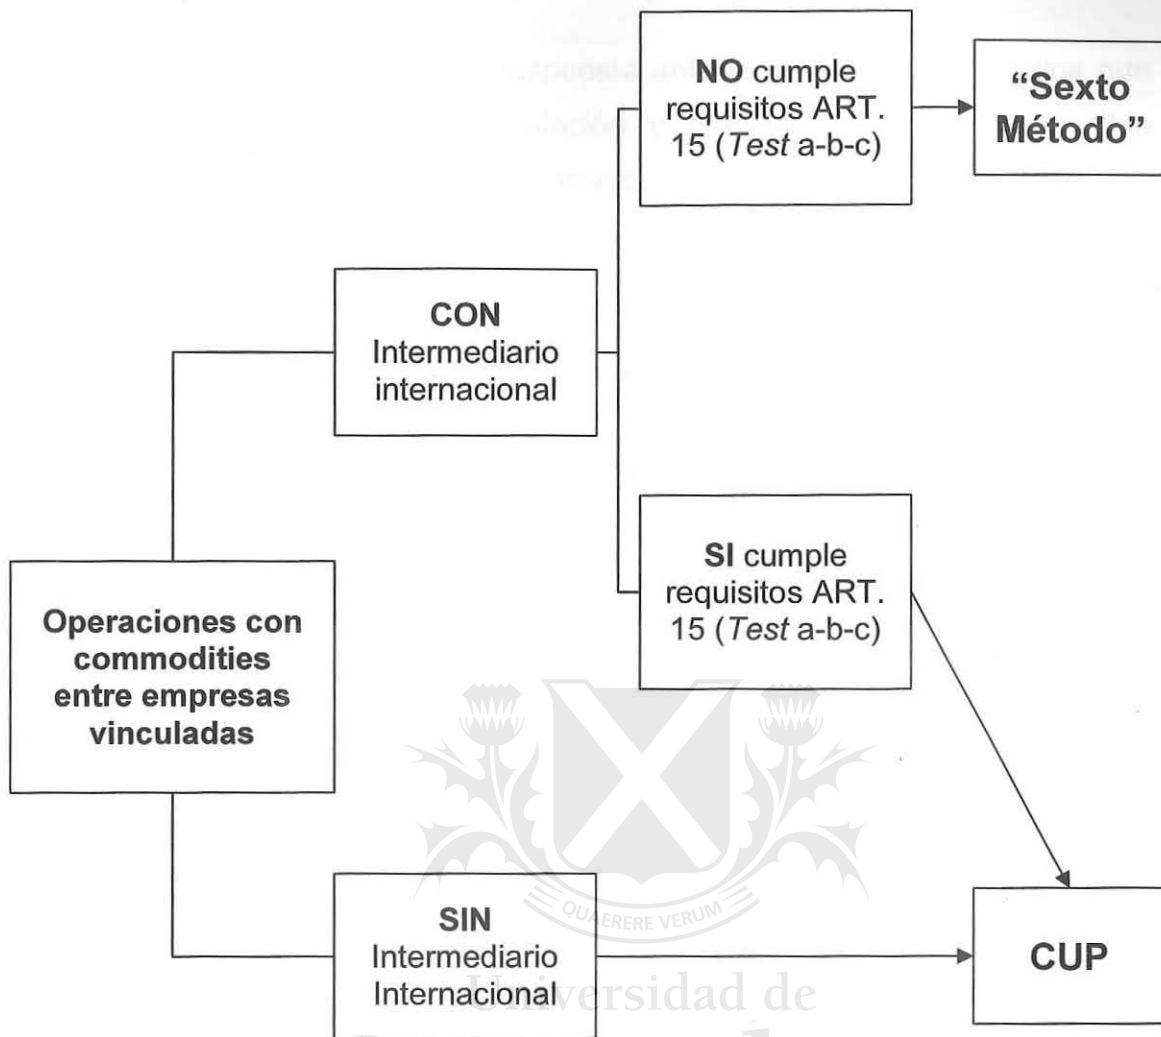 NO cumple
requisitos ART.
15 (Test a-b-c)
“Sexto
Método”
CON
Intermediario
internacional
SI cumple
requisitos ART.
15 (Test a-b-c)
Operaciones con
commodities
entre empresas
vinculadas
SIN
Intermediario
Internacional
CUP
QUAERERE VERUM
Universidad de